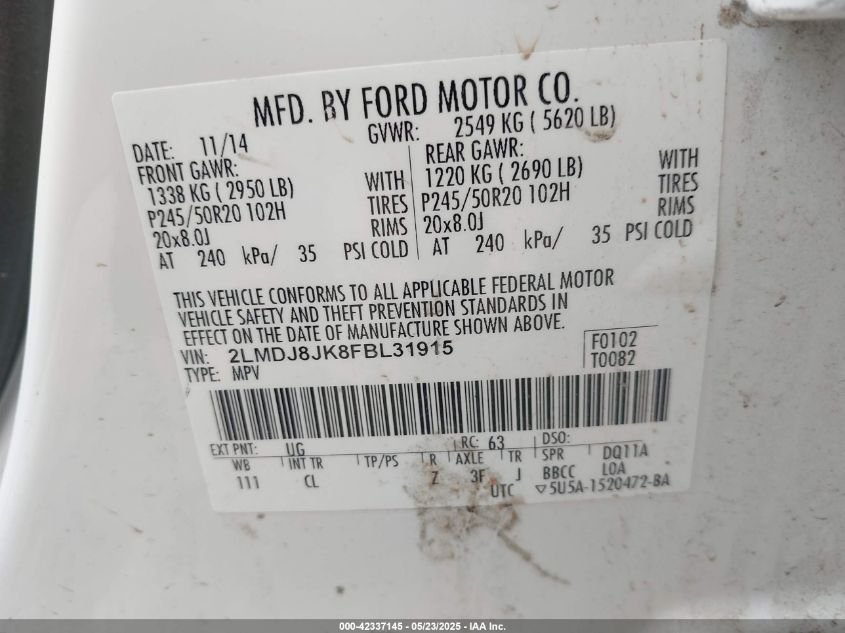 MFD. BY FORD MOTOR CO.
DATE: 11/14 GVWR: 2549 KG ( 5620 LB)
FRONT GAWR: REAR GAWR:
1338 KG ( 2950 LB) WITH 1220 KG ( 2690 LB) WITH
P245/50R20 102H TIRES P245/50R20 102H TIRES
20x8.0J RIMS 20x8.0J RIMS
AT 240 kPa/ 35 PSI COLD AT 240 kPa/ 35 PSI COLD
THIS VEHICLE CONFORMS TO ALL APPLICABLE FEDERAL MOTOR
VEHICLE SAFETY AND THEFT PREVENTION STANDARDS IN
EFFECT ON THE DATE OF MANUFACTURE SHOWN ABOVE.
VIN: 2LMDJ8JK8FBL31915 F0102
TYPE: MPV T0082
EXT PNT: UG RC: 63 DSO:
WB INT TR TP/PS R AXLE TR SPR DQ11A
111 CL Z 3F J BBCC LOA
UTC ▽5U5A-1520472-BA
000-42337145 - 05/23/2025 - IAA Inc.